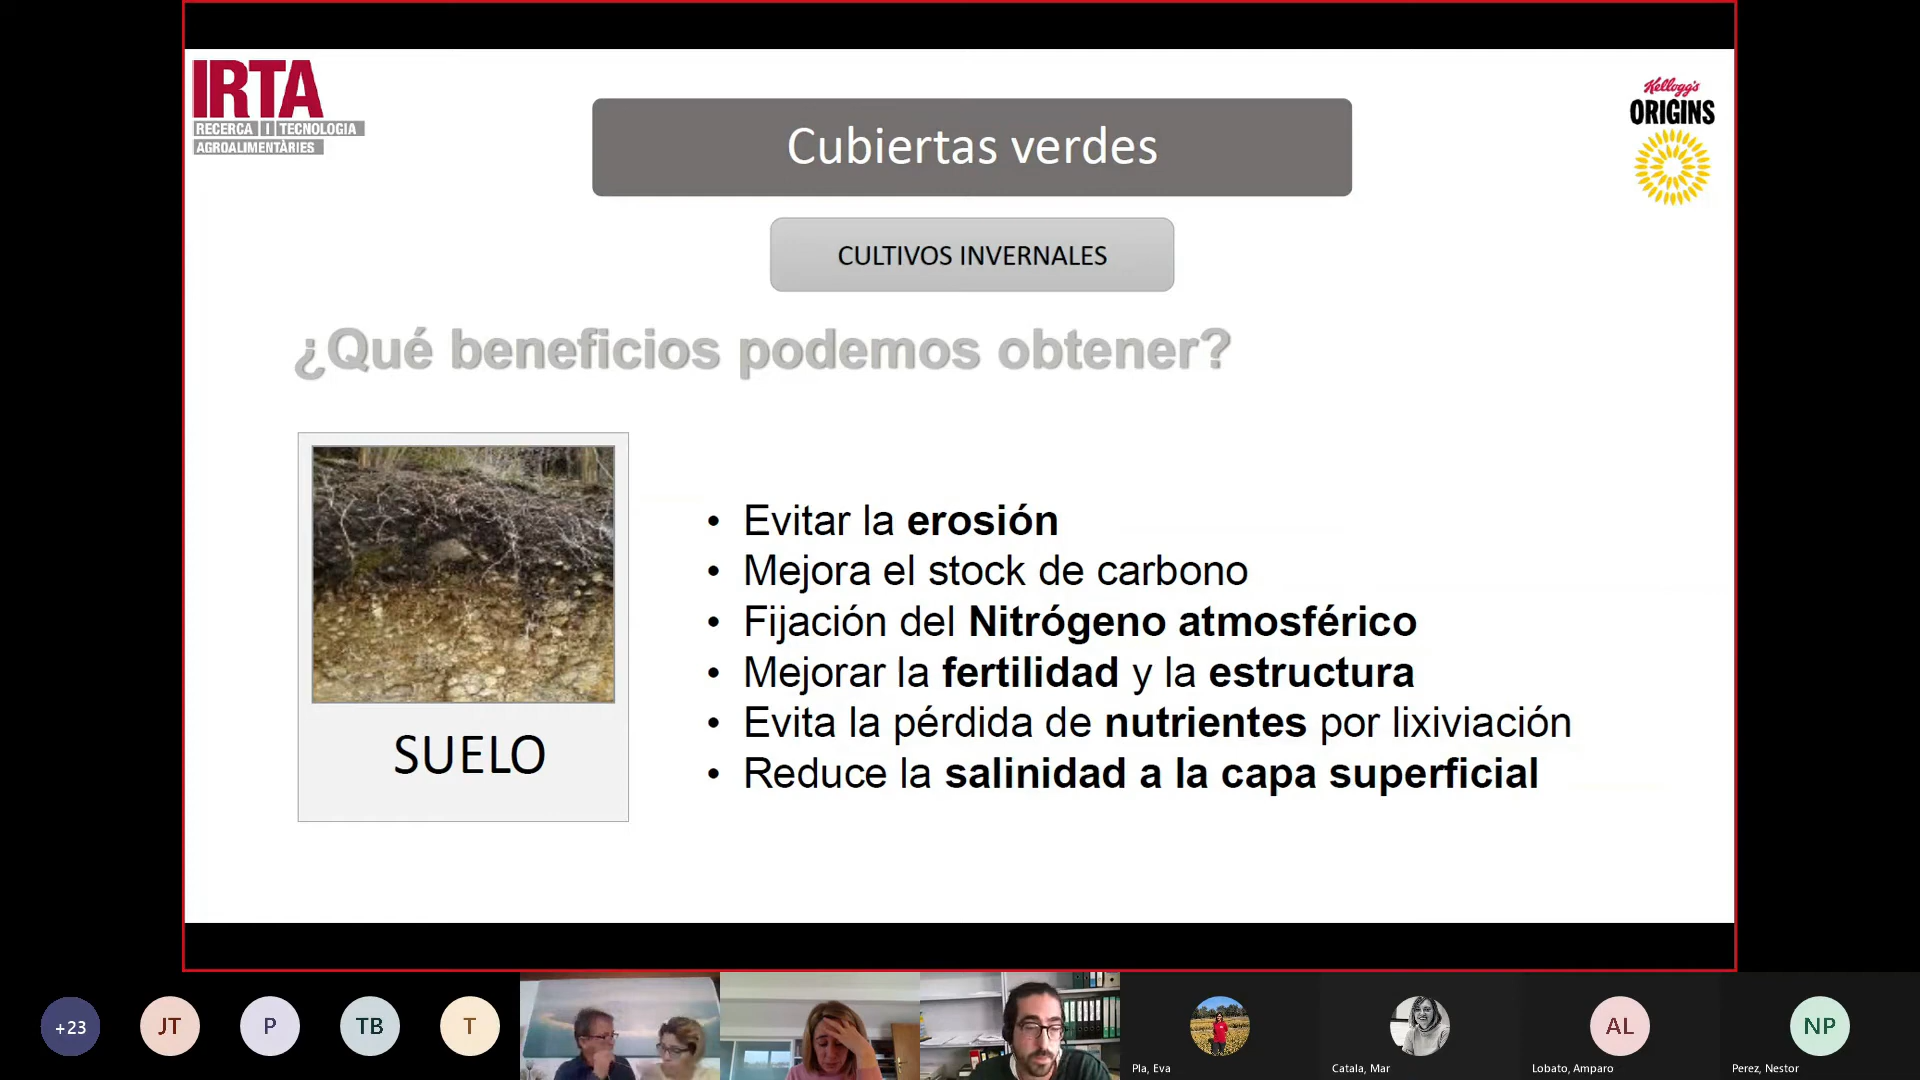 IRTA
RECERCA I TECNOLOGIA
AGROALIMENTÀRIES
Kellogg's
ORIGINS
Cubiertas verdes
CULTIVOS INVERNALES
¿Qué beneficios podemos obtener?
SUELO
• Evitar la erosión
• Mejora el stock de carbono
• Fijación del Nitrógeno atmosférico
• Mejorar la fertilidad y la estructura
• Evita la pérdida de nutrientes por lixiviación
• Reduce la salinidad a la capa superficial
+23
JT
P
TB
T
AL
NP
Pla, Eva
Catala, Mar
Lobato, Amparo
Perez, Nestor